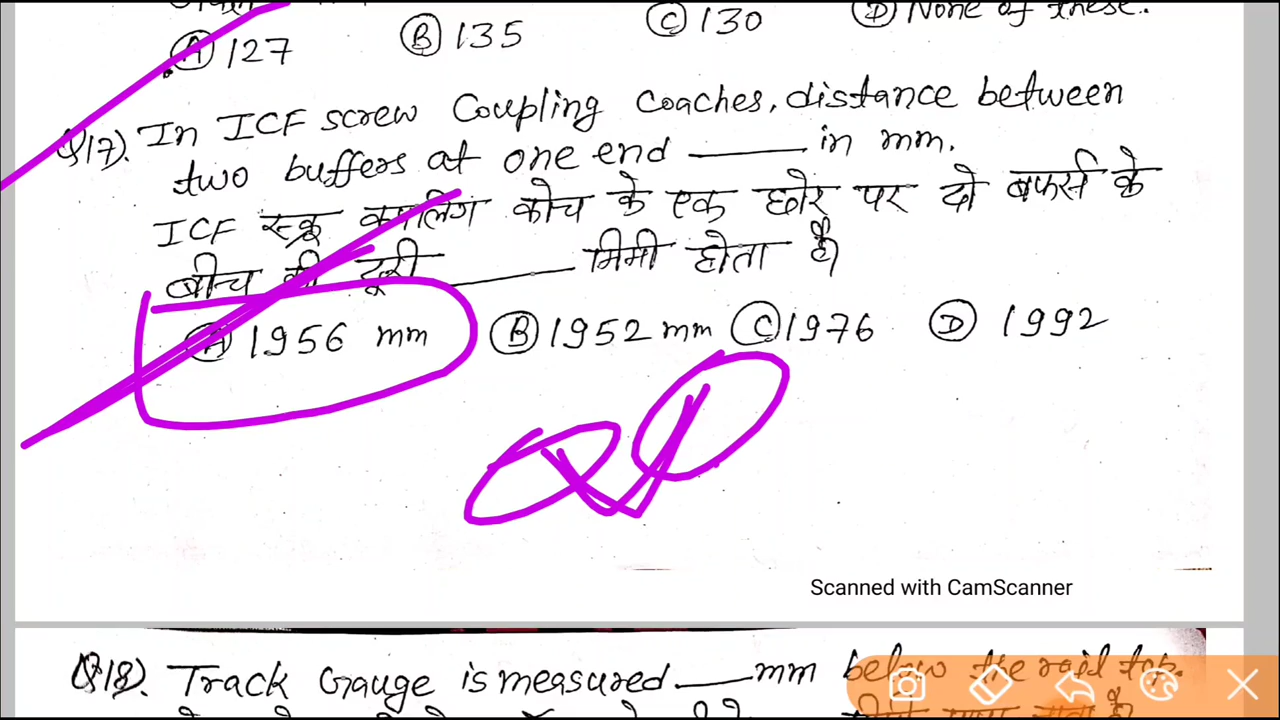 Ⓐ 127 Ⓑ 135 Ⓒ 130 Ⓓ None of these.
Q17). In ICF screw Coupling Coaches, distance between
two buffers at one end ______ in mm.
ICF स्क्रू कपलिंग कोच के एक छोर पर दो बफर्स के
बीच की दूरी ______ मिमी होता है।
Ⓐ 1956 mm Ⓑ 1952 mm Ⓒ 1976 Ⓓ 1992
Scanned with CamScanner
Q18). Track Gauge is measured ___ mm below the rail top.